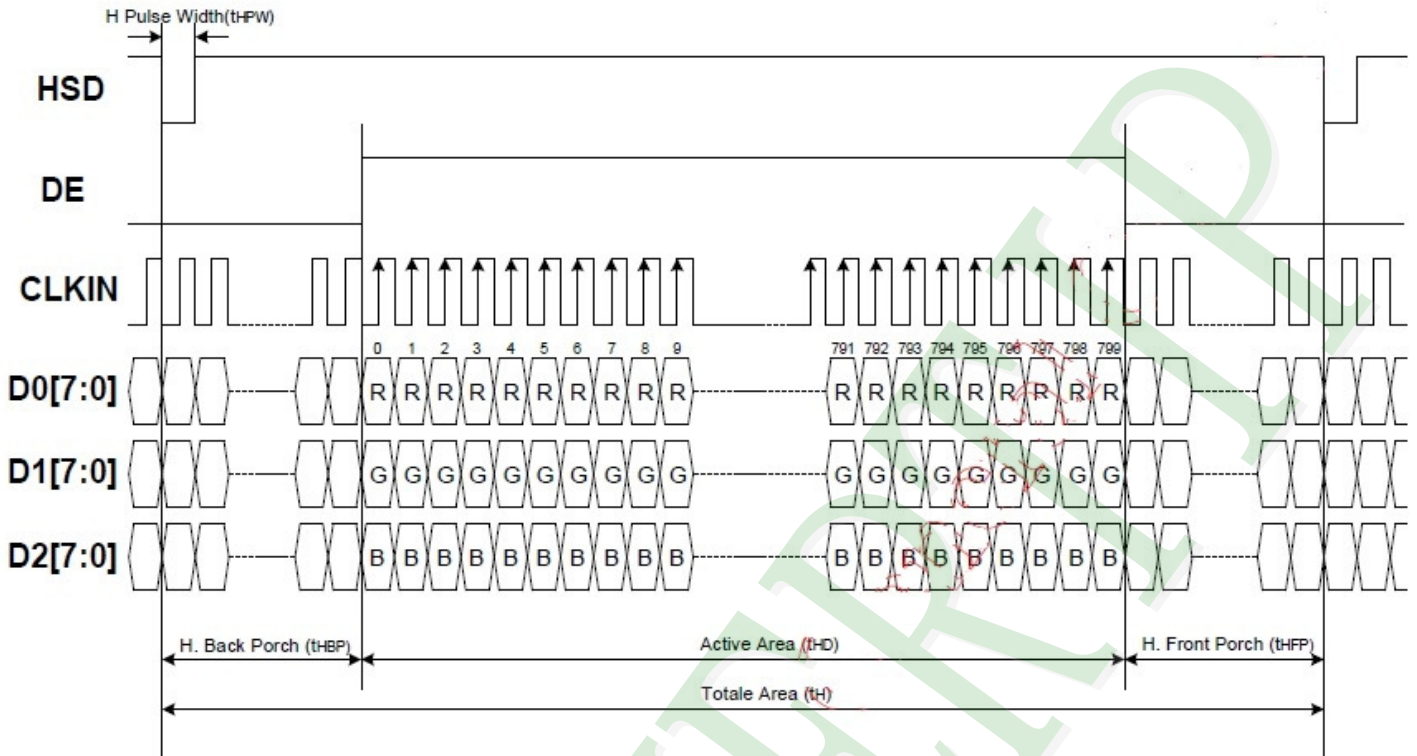 H Pulse Width(tHPW)
HSD
DE
CLKIN
0 1 2 3 4 5 6 7 8 9 791 792 793 794 795 796 797 798 799
D0[7:0] R R R R R R R R R R R R R R R R R R R
D1[7:0] G G G G G G G G G G G G G G G G G G G
D2[7:0] B B B B B B B B B B B B B B B B B B B
H. Back Porch (tHBP) Active Area (tHD) H. Front Porch (tHFP)
Totale Area (tH)